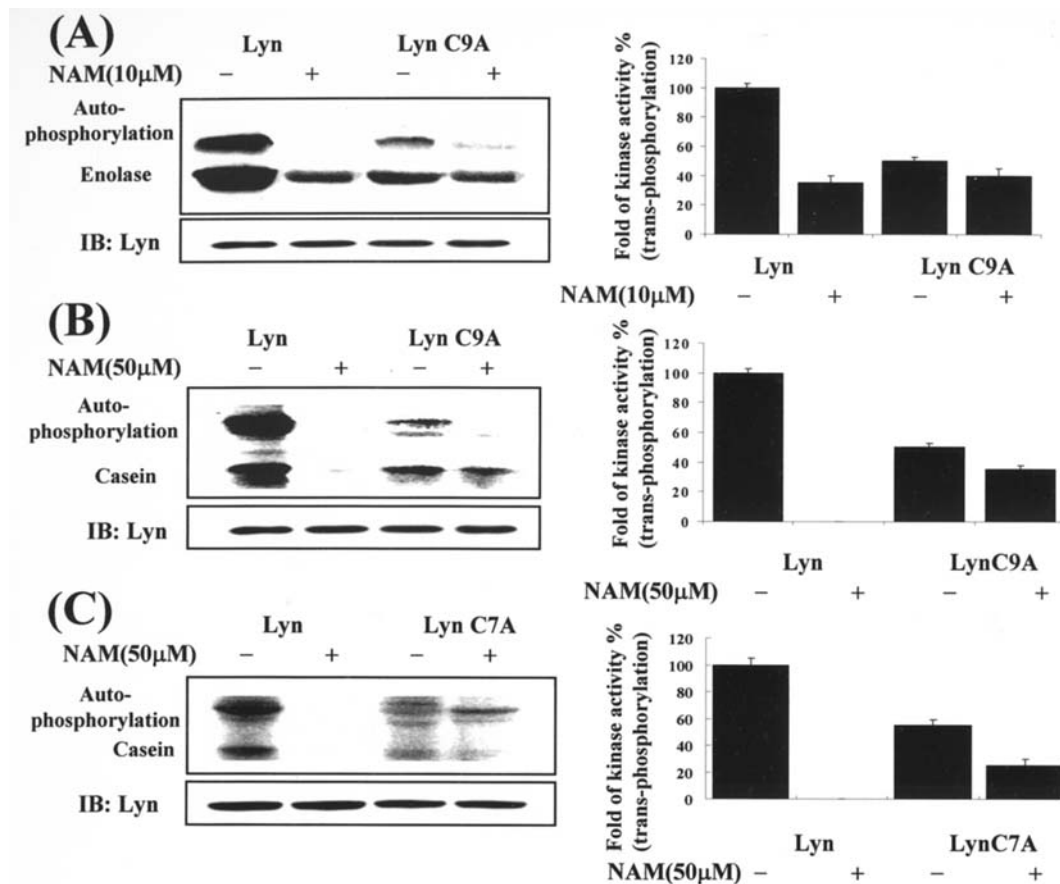 (A)
Lyn Lyn C9A
NAM(10μM) − + − +
Auto-
phosphorylation
Enolase
IB: Lyn
Fold of kinase activity %
(trans-phosphorylation)
120
100
80
60
40
20
0
Lyn Lyn C9A
NAM(10μM) − + − +
(B)
Lyn Lyn C9A
NAM(50μM) − + − +
Auto-
phosphorylation
Casein
IB: Lyn
Fold of kinase activity %
(trans-phosphorylation)
120
100
80
60
40
20
0
Lyn LynC9A
NAM(50μM) − + − +
(C)
Lyn Lyn C7A
NAM(50μM) − + − +
Auto-
phosphorylation
Casein
IB: Lyn
Fold of kinase activity %
(trans-phosphorylation)
120
100
80
60
40
20
0
Lyn LynC7A
NAM(50μM) − + − +